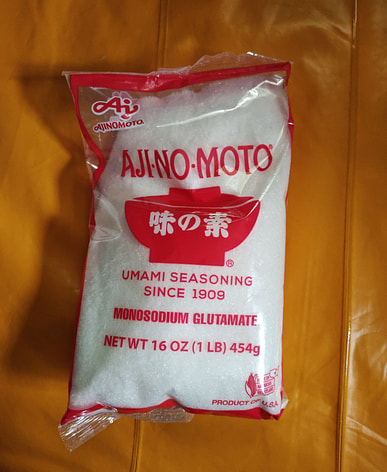 Aji
AJINOMOTO
AJI-NO-MOTO®
味の素
®
UMAMI SEASONING
SINCE 1909
MONOSODIUM GLUTAMATE
NET WT 16 OZ (1 LB) 454g
PRODUCT OF U.S.A.